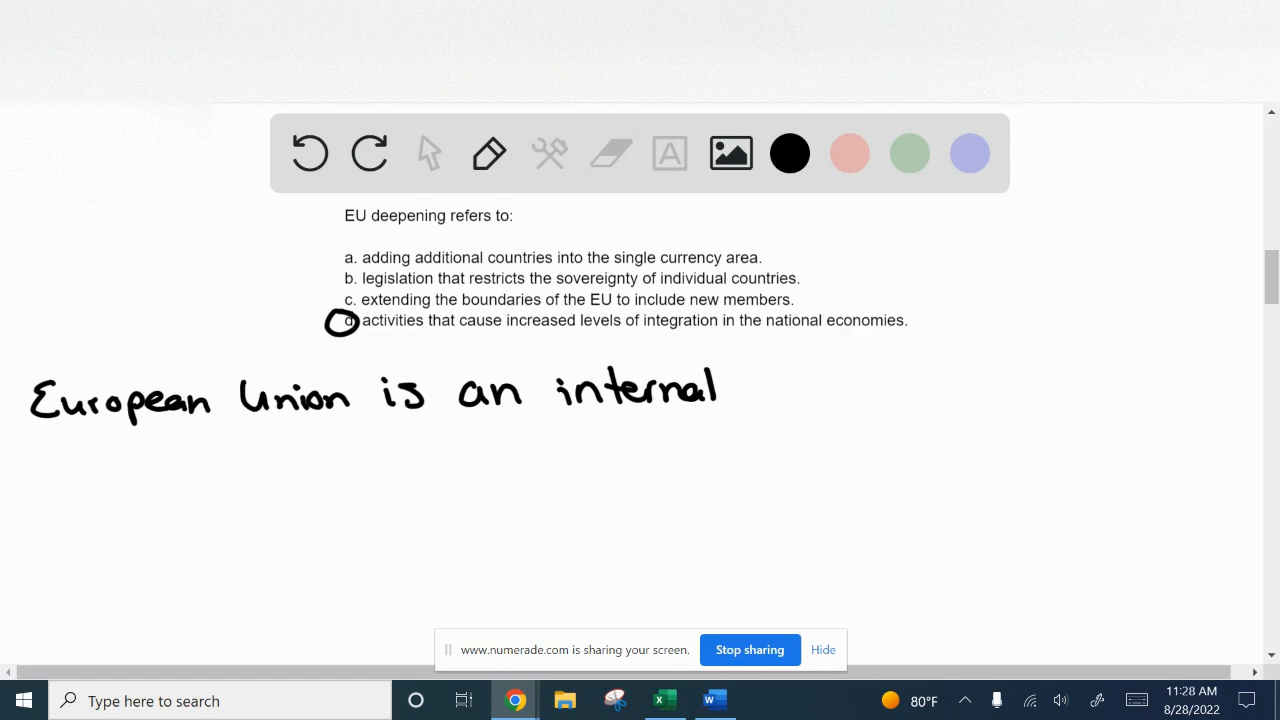 A
EU deepening refers to:
a. adding additional countries into the single currency area.
b. legislation that restricts the sovereignty of individual countries.
c. extending the boundaries of the EU to include new members.
d. activities that cause increased levels of integration in the national economies.
European Union is an internal
www.numerade.com is sharing your screen.
Stop sharing
Hide
Type here to search
80°F
11:28 AM
8/28/2022